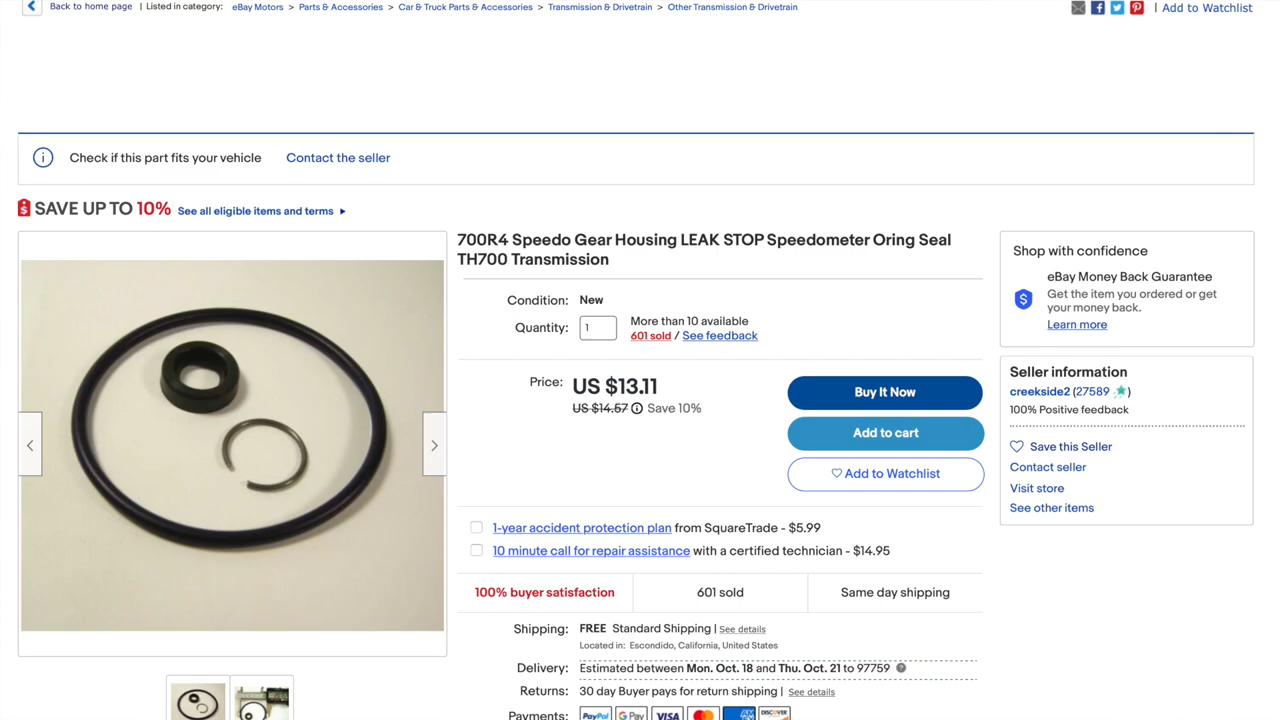 Back to home page | Listed in category: eBay Motors > Parts & Accessories > Car & Truck Parts & Accessories > Transmission & Drivetrain > Other Transmission & Drivetrain | Add to Watchlist
Check if this part fits your vehicle Contact the seller
SAVE UP TO 10% See all eligible items and terms
700R4 Speedo Gear Housing LEAK STOP Speedometer Oring Seal
TH700 Transmission
Condition: New
Quantity: 1 More than 10 available
601 sold / See feedback
Price: US $13.11
US $14.57 Save 10%
Buy It Now
Add to cart
Add to Watchlist
1-year accident protection plan from SquareTrade - $5.99
10 minute call for repair assistance with a certified technician - $14.95
100% buyer satisfaction 601 sold Same day shipping
Shipping: FREE Standard Shipping | See details
Located in: Escondido, California, United States
Delivery: Estimated between Mon. Oct. 18 and Thu. Oct. 21 to 97759
Returns: 30 day Buyer pays for return shipping | See details
Payments: PayPal G Pay VISA AM DISCOVER
Shop with confidence
eBay Money Back Guarantee
Get the item you ordered or get
your money back.
Learn more
Seller information
creekside2 (27589)
100% Positive feedback
Save this Seller
Contact seller
Visit store
See other items